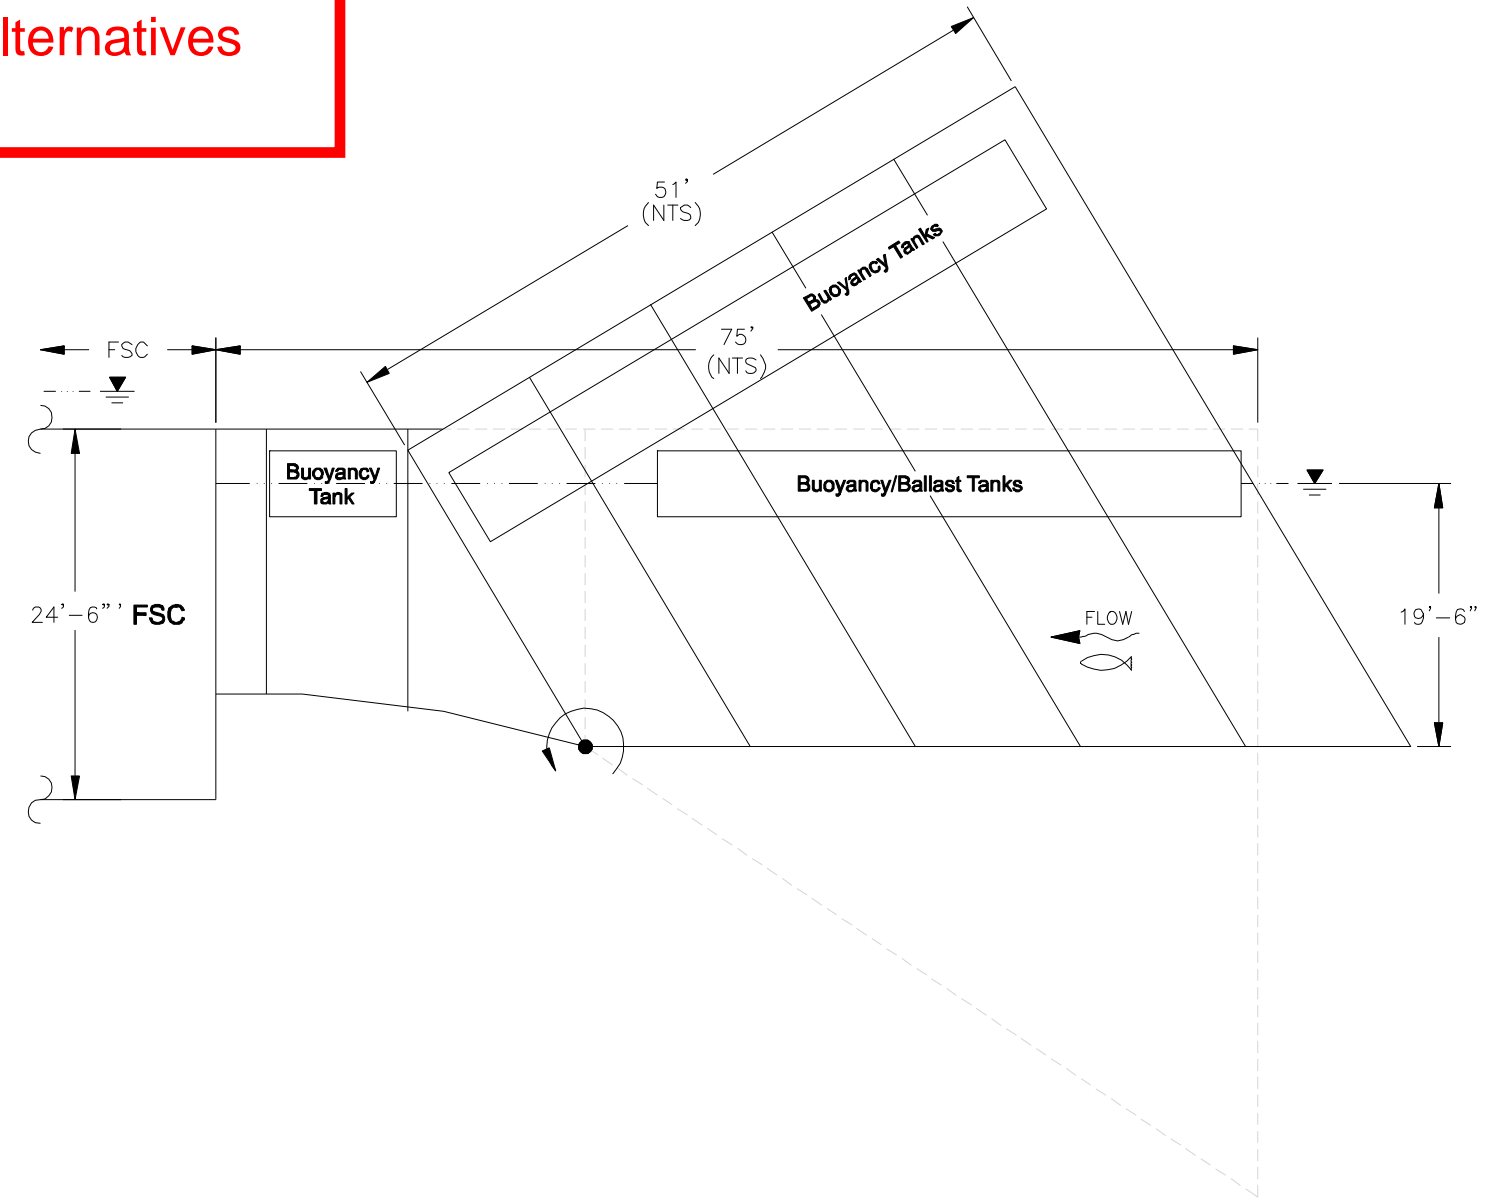 lternatives
51'
(NTS)
Buoyancy Tanks
75'
(NTS)
FSC
Buoyancy
Tank
Buoyancy/Ballast Tanks
24'-6"' FSC
FLOW
19'-6"